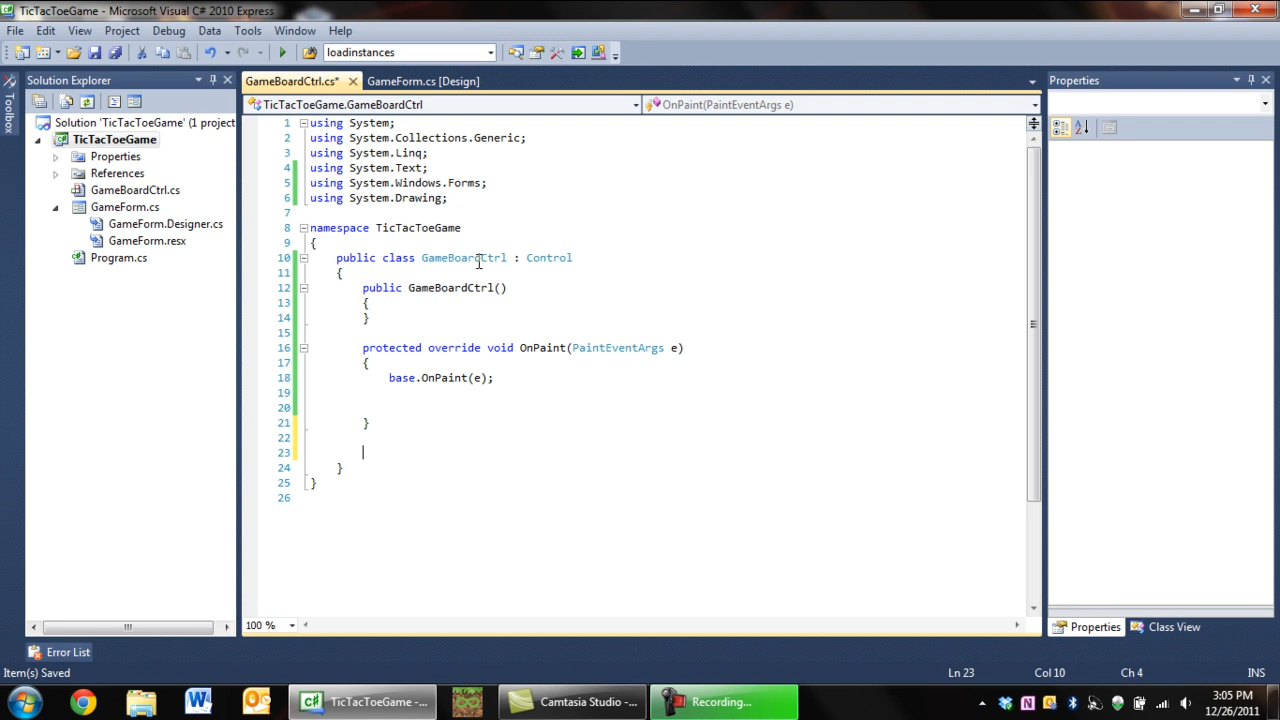 TicTacToeGame - Microsoft Visual C# 2010 Express
File Edit View Project Debug Data Tools Window Help
loadinstances
Solution Explorer
GameBoardCtrl.cs*
GameForm.cs [Design]
Properties
TicTacToeGame.GameBoardCtrl
OnPaint(PaintEventArgs e)
Solution 'TicTacToeGame' (1 project
TicTacToeGame
Properties
References
GameBoardCtrl.cs
GameForm.cs
GameForm.Designer.cs
GameForm.resx
Program.cs
Toolbox
1 using System;
2 using System.Collections.Generic;
3 using System.Linq;
4 using System.Text;
5 using System.Windows.Forms;
6 using System.Drawing;
7
8 namespace TicTacToeGame
9 {
10 public class GameBoardCtrl : Control
11 {
12 public GameBoardCtrl()
13 {
14 }
15
16 protected override void OnPaint(PaintEventArgs e)
17 {
18 base.OnPaint(e);
19
20
21 }
22
23
24 }
25 }
26
100 %
Properties
Class View
Error List
Item(s) Saved
Ln 23
Col 10
Ch 4
INS
TicTacToeGame -...
Camtasia Studio -...
Recording...
3:05 PM
12/26/2011